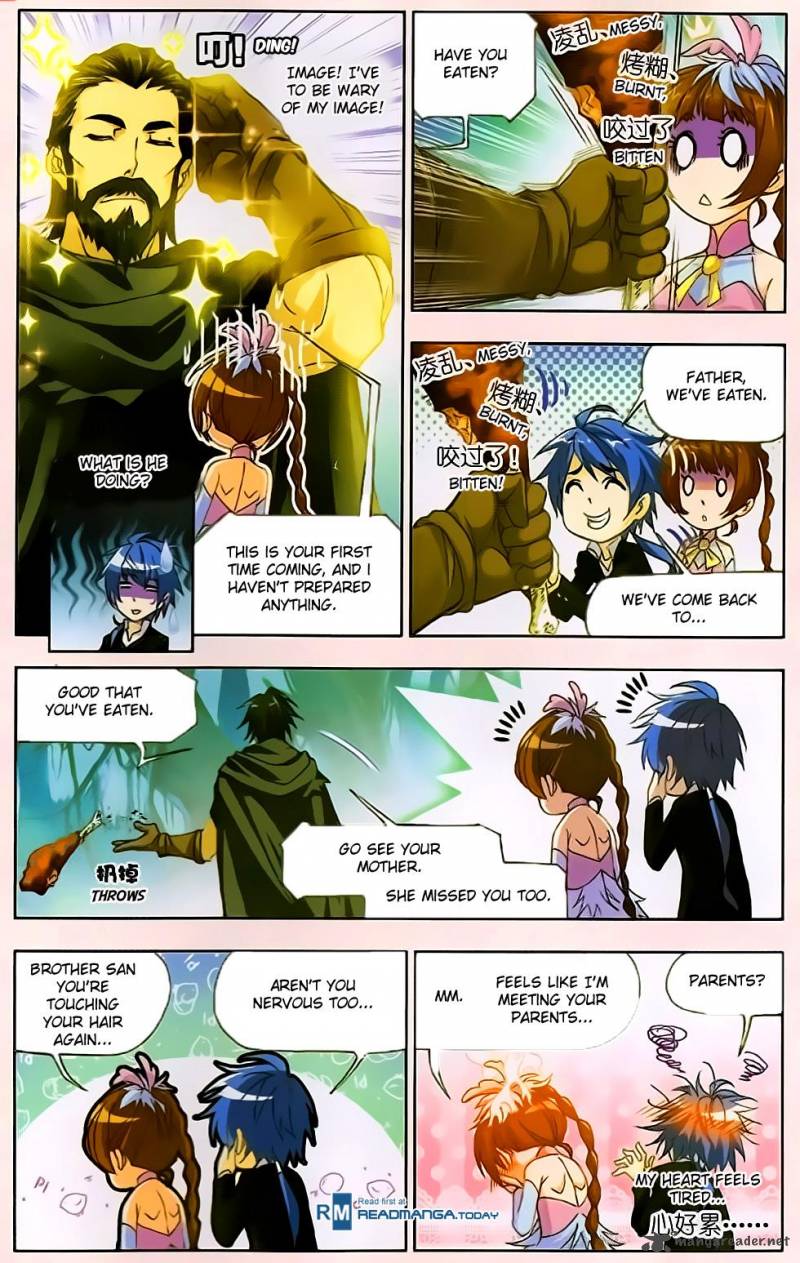 叮! DING!
IMAGE! I'VE
TO BE WARY
OF MY IMAGE!
WHAT IS HE
DOING?
THIS IS YOUR FIRST
TIME COMING, AND I
HAVEN'T PREPARED
ANYTHING.
HAVE YOU
EATEN?
凌乱、MESSY,
烤糊、
BURNT,
咬过了
BITTEN
凌乱、MESSY,
烤糊、
BURNT,
咬过了!
BITTEN!
FATHER,
WE'VE EATEN.
WE'VE COME BACK
TO...
GOOD THAT
YOU'VE EATEN.
扔掉
THROWS
GO SEE YOUR
MOTHER.
SHE MISSED YOU TOO.
BROTHER SAN
YOU'RE
TOUCHING
YOUR HAIR
AGAIN...
AREN'T YOU
NERVOUS TOO...
MM.
FEELS LIKE I'M
MEETING YOUR
PARENTS...
PARENTS?
MY HEART FEELS
TIRED...
心好累……
RM
Read first at
READMANGA.TODAY
mangareader.net